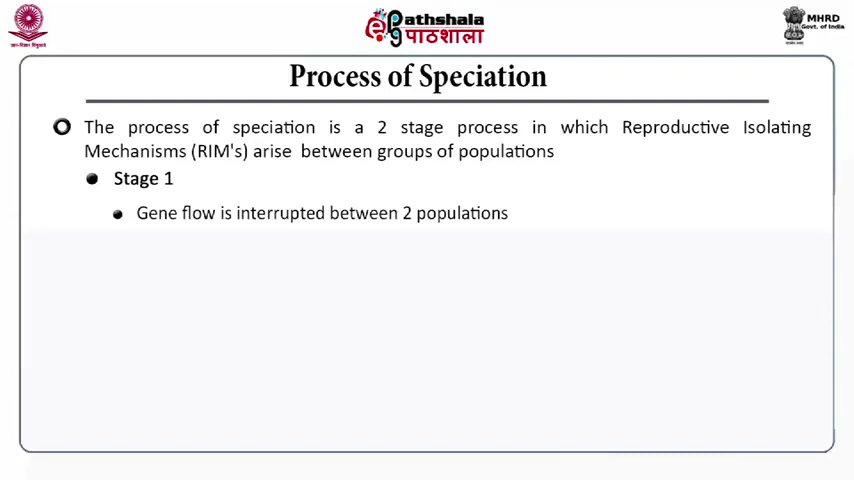 ePathshala
पाठशाला
MHRD
Govt. of India
Process of Speciation
The process of speciation is a 2 stage process in which Reproductive Isolating
Mechanisms (RIM's) arise between groups of populations
Stage 1
Gene flow is interrupted between 2 populations